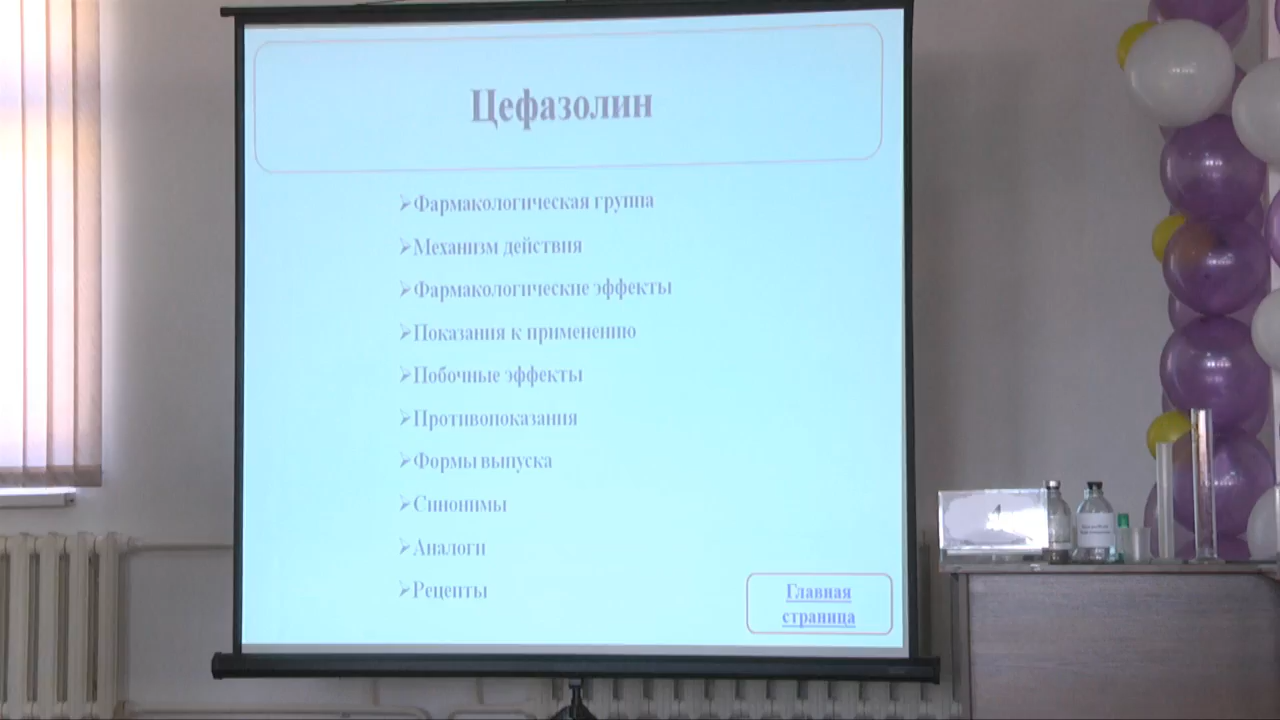 Цефазолин
Фармакологическая группа
Механизм действия
Фармакологические эффекты
Показания к применению
Побочные эффекты
Противопоказания
Формы выпуска
Синонимы
Аналоги
Рецепты
Главная
страница